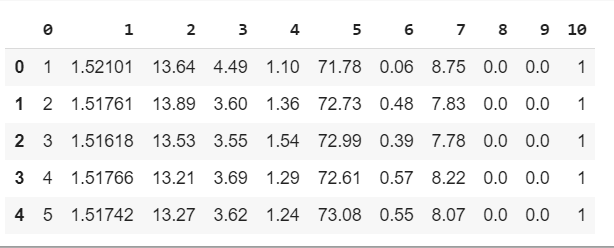 0 1 2 3 4 5 6 7 8 9 10
0 1 1.52101 13.64 4.49 1.10 71.78 0.06 8.75 0.0 0.0 1
1 2 1.51761 13.89 3.60 1.36 72.73 0.48 7.83 0.0 0.0 1
2 3 1.51618 13.53 3.55 1.54 72.99 0.39 7.78 0.0 0.0 1
3 4 1.51766 13.21 3.69 1.29 72.61 0.57 8.22 0.0 0.0 1
4 5 1.51742 13.27 3.62 1.24 73.08 0.55 8.07 0.0 0.0 1